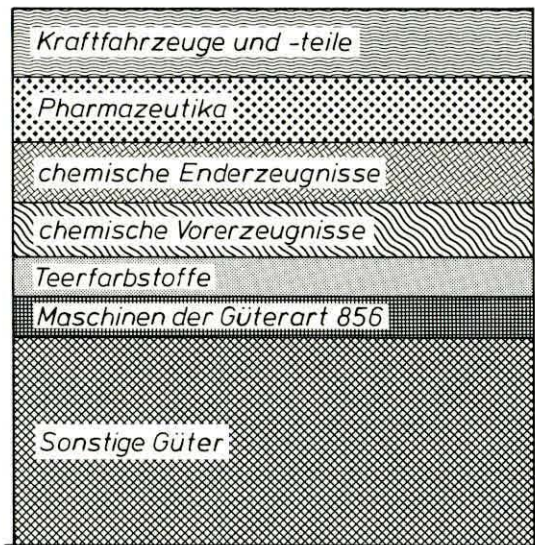 Kraftfahrzeuge und -teile
Pharmazeutika
chemische Enderzeugnisse
chemische Vorerzeugnisse
Teerfarbstoffe
Maschinen der Güterart 856
Sonstige Güter